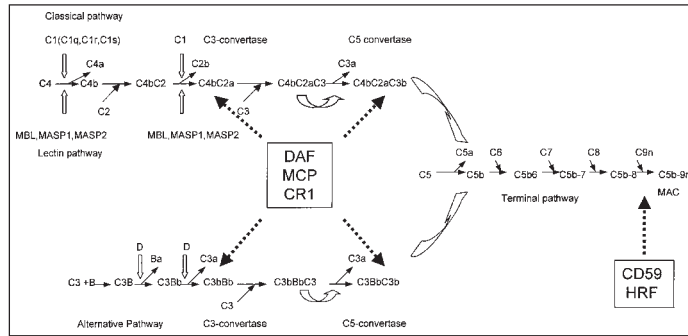 Classical pathway
C1(C1q,C1r,C1s) C1 C3-convertase C5 convertase
C4a C2b C3a
C4 C4b C4bC2 C4bC2a C4bC2aC3 C4bC2aC3b
C2 C3
MBL,MASP1,MASP2 MBL,MASP1,MASP2
Lectin pathway
DAF
MCP
CR1
C5a C6 C7 C8 C9n
C5 C5b C5b6 C5b-7 C5b-8 C5b-9n
Terminal pathway MAC
D D
Ba C3a C3a
C3 +B C3B C3Bb C3bBb C3bBbC3 C3BbC3b
C3
Alternative Pathway C3-convertase C5-convertase
CD59
HRF